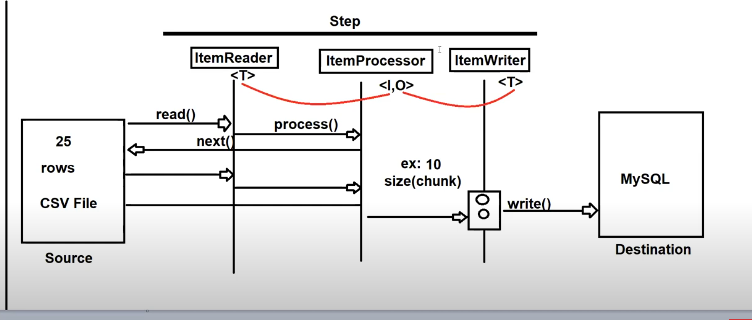 Step
ItemReader
<T>
ItemProcessor
<I,O>
ItemWriter
<T>
read()
process()
next()
25
rows
CSV File
Source
ex: 10
size(chunk)
write()
MySQL
Destination